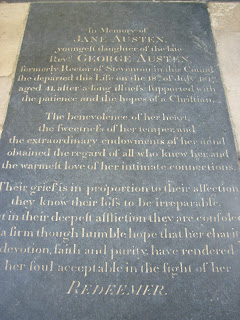 In Memory of
JANE AUSTEN,
youngest daughter of the late
Revd GEORGE AUSTEN,
formerly Rector of Steventon in this County
she departed this Life on the 18th of July 1817,
aged 41, after a long illness supported with
the patience and the hopes of a Christian.
The benevolence of her heart,
the sweetness of her temper, and
the extraordinary endowments of her mind
obtained the regard of all who knew her, and
the warmest love of her intimate connections.
Their grief is in proportion to their affection
they know their loss to be irreparable,
but in their deepest affliction they are consoled
by a firm though humble hope that her charity,
devotion, faith and purity, have rendered
her soul acceptable in the sight of her
REDEEMER.